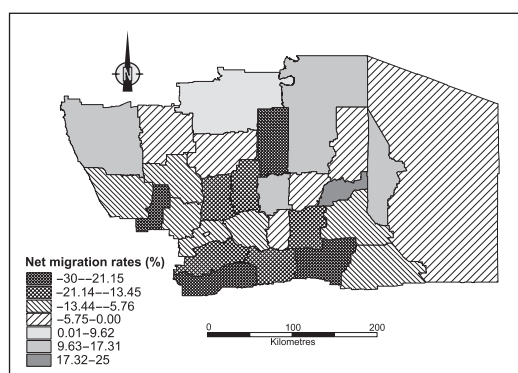 N
Net migration rates (%)
–30––21.15
–21.14––13.45
–13.44––5.76
–5.75–0.00
0.01–9.62
9.63–17.31
17.32–25
0 100 200
Kilometres